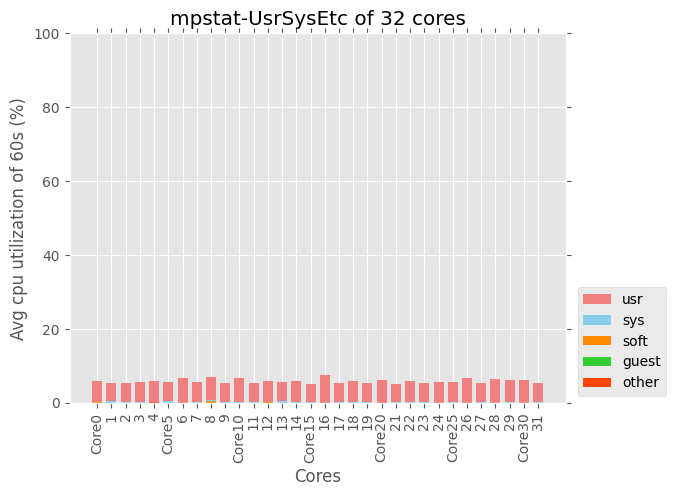 mpstat-UsrSysEtc of 32 cores
Avg cpu utilization of 60s (%)
100
80
60
40
20
0
Core0
1
2
3
4
Core5
6
7
8
9
Core10
11
12
13
14
Core15
16
17
18
19
Core20
21
22
23
24
Core25
26
27
28
29
Core30
31
Cores
usr
sys
soft
guest
other